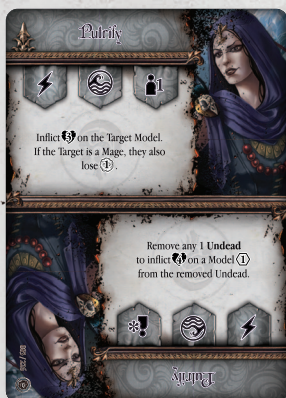 Putrify
1
Inflict 3 on the Target Model.
If the Target is a Mage, they also
lose 1.
Remove any 1 Undead
to inflict 4 on a Model 1
from the removed Undead.
Putrify